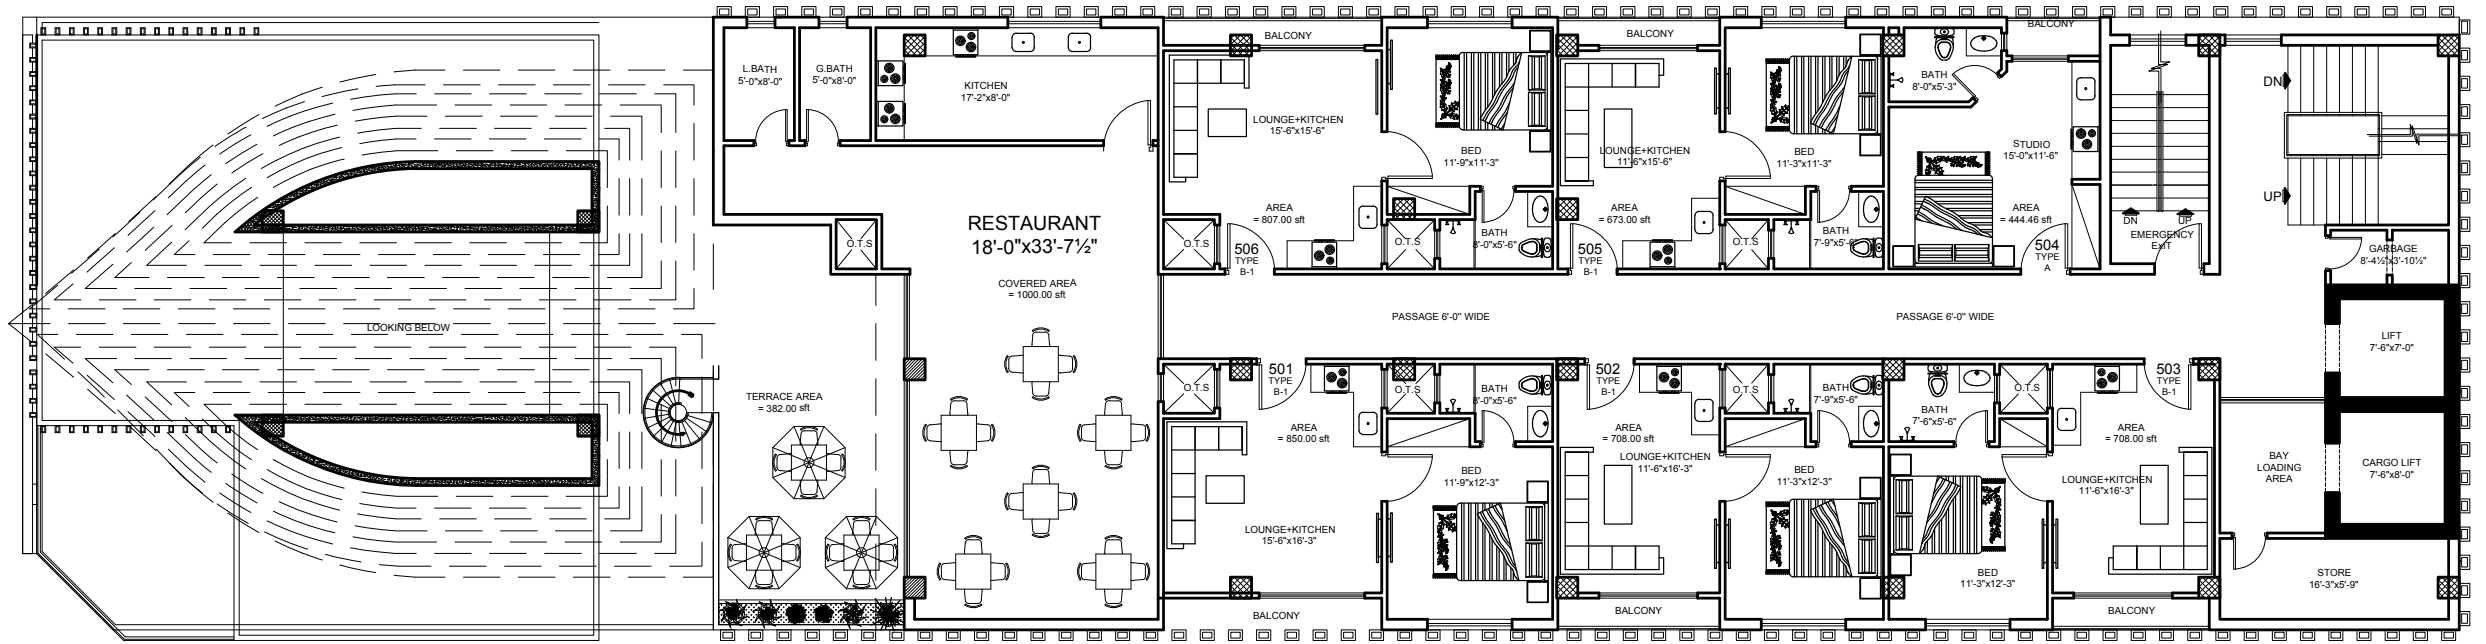 BALCONY
BALCONY
BALCONY
L.BATH
5'-0"x8'-0"
G.BATH
5'-0"x8'-0"
KITCHEN
17'-2"x8'-0"
LOUNGE+KITCHEN
15'-6"x15'-6"
BED
11'-9"x11'-3"
LOUNGE+KITCHEN
11'-6"x15'-6"
BED
11'-3"x11'-3"
BATH
8'-0"x5'-3"
STUDIO
15'-0"x11'-6"
DN
UP
RESTAURANT
18'-0"x33'-7½"
COVERED AREA
= 1000.00 sft
O.T.S
O.T.S
AREA
= 807.00 sft
506
TYPE
B-1
O.T.S
BATH
8'-0"x5'-6"
AREA
= 673.00 sft
505
TYPE
B-1
O.T.S
BATH
7'-9"x5'-6"
AREA
= 444.46 sft
504
TYPE
A
DN
UP
EMERGENCY
EXIT
GARBAGE
8'-4½"x3'-10½"
LOOKING BELOW
PASSAGE 6'-0" WIDE
PASSAGE 6'-0" WIDE
LIFT
7'-6"x7'-0"
TERRACE AREA
= 382.00 sft
O.T.S
501
TYPE
B-1
O.T.S
BATH
8'-0"x5'-6"
502
TYPE
B-1
O.T.S
BATH
7'-9"x5'-6"
BATH
7'-6"x5'-6"
O.T.S
503
TYPE
B-1
AREA
= 850.00 sft
AREA
= 708.00 sft
AREA
= 708.00 sft
LOUNGE+KITCHEN
15'-6"x16'-3"
BED
11'-9"x12'-3"
LOUNGE+KITCHEN
11'-6"x16'-3"
BED
11'-3"x12'-3"
BED
11'-3"x12'-3"
LOUNGE+KITCHEN
11'-6"x16'-3"
BAY
LOADING
AREA
CARGO LIFT
7'-6"x8'-0"
STORE
16'-3"x5'-9"
BALCONY
BALCONY
BALCONY